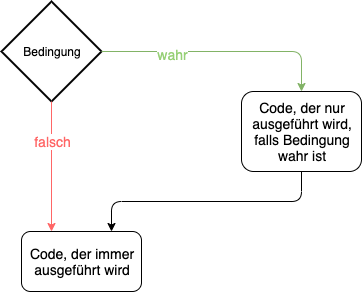 Bedingung
wahr
falsch
Code, der nur
ausgeführt wird,
falls Bedingung
wahr ist
Code, der immer
ausgeführt wird